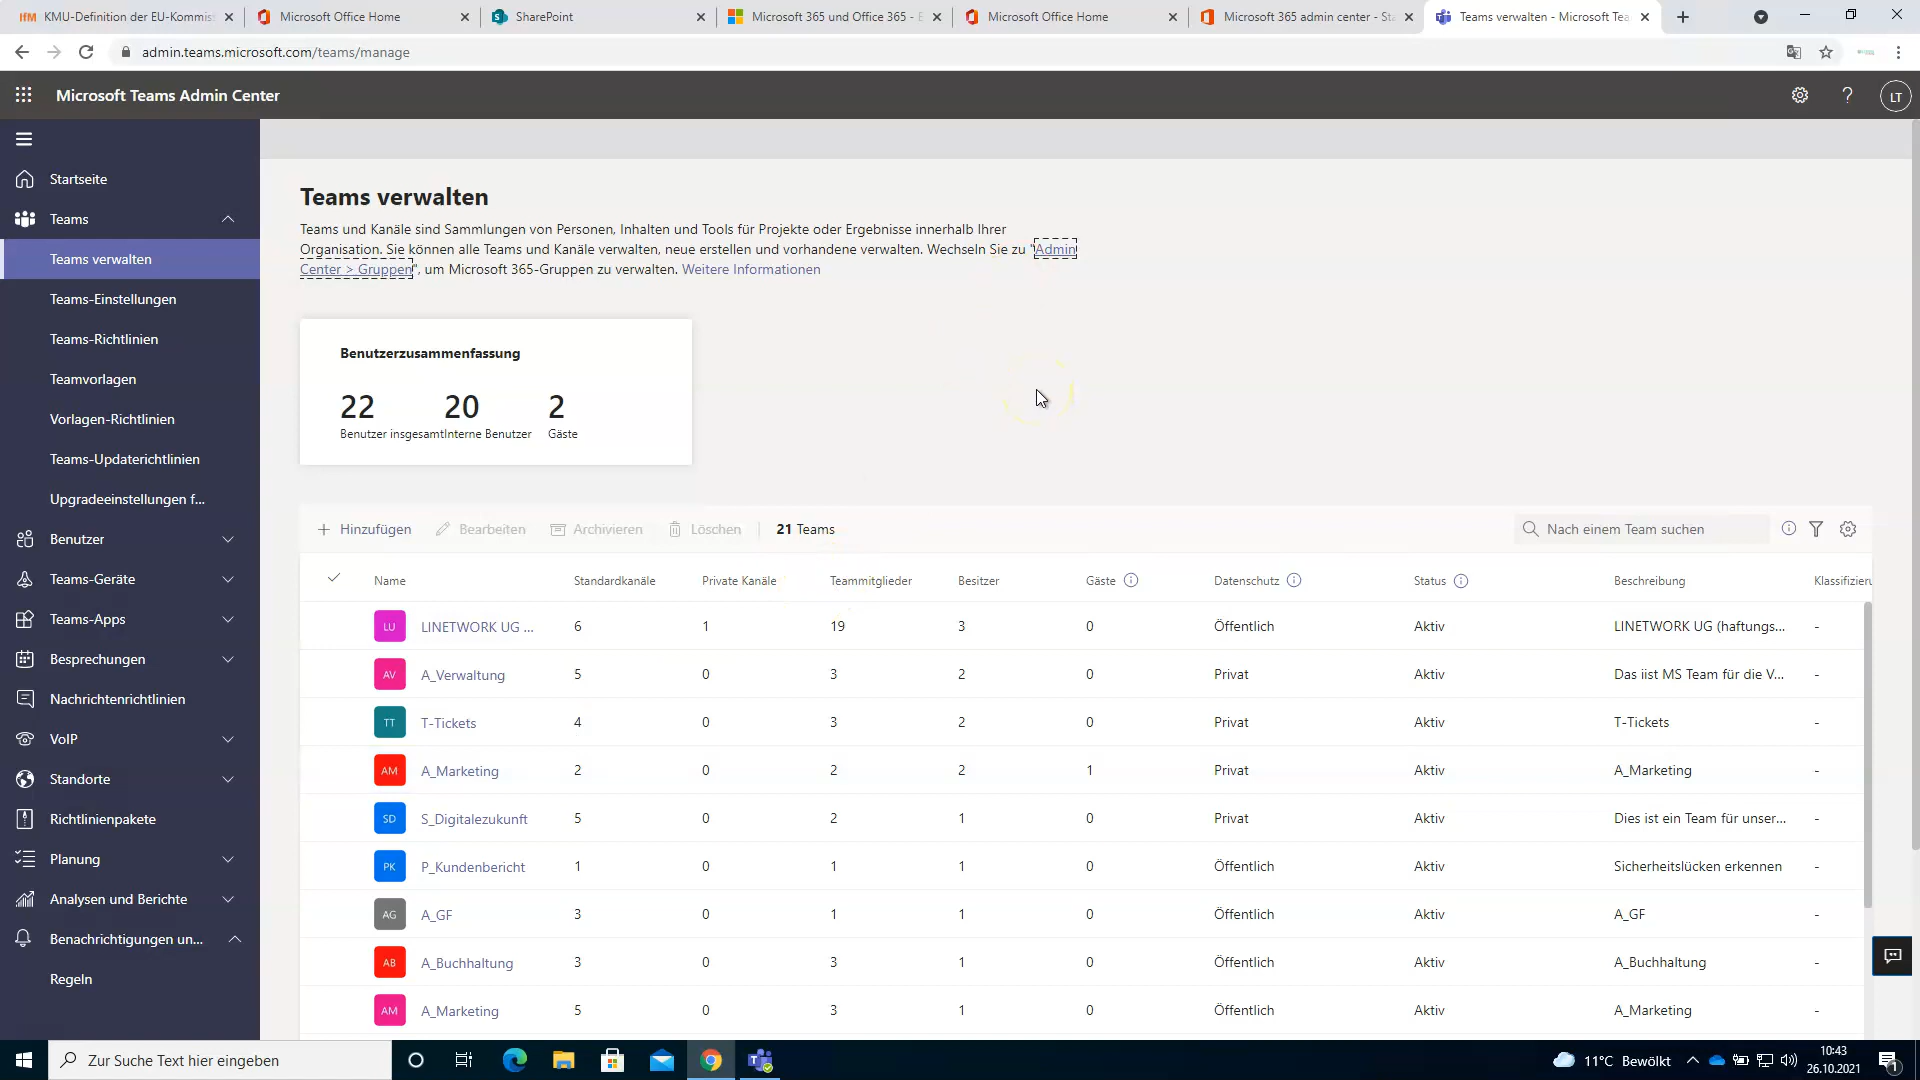 KMU-Definition der EU-Kommiss
Microsoft Office Home
SharePoint
Microsoft 365 und Office 365 - E
Microsoft Office Home
Microsoft 365 admin center - Sta
Teams verwalten - Microsoft Tea
admin.teams.microsoft.com/teams/manage
Microsoft Teams Admin Center
LT
Startseite
Teams
Teams verwalten
Teams-Einstellungen
Teams-Richtlinien
Teamvorlagen
Vorlagen-Richtlinien
Teams-Updaterichtlinien
Upgradeeinstellungen f...
Benutzer
Teams-Geräte
Teams-Apps
Besprechungen
Nachrichtenrichtlinien
VoIP
Standorte
Richtlinienpakete
Planung
Analysen und Berichte
Benachrichtigungen un...
Regeln
Teams verwalten
Teams und Kanäle sind Sammlungen von Personen, Inhalten und Tools für Projekte oder Ergebnisse innerhalb Ihrer
Organisation. Sie können alle Teams und Kanäle verwalten, neue erstellen und vorhandene verwalten. Wechseln Sie zu "Admin
Center > Gruppen", um Microsoft 365-Gruppen zu verwalten. Weitere Informationen
Benutzerzusammenfassung
22 20 2
Benutzer insgesamt Interne Benutzer Gäste
Hinzufügen Bearbeiten Archivieren Löschen 21 Teams Nach einem Team suchen
Name Standardkanäle Private Kanäle Teammitglieder Besitzer Gäste Datenschutz Status Beschreibung Klassifizieru
LU LINETWORK UG ... 6 1 19 3 0 Öffentlich Aktiv LINETWORK UG (haftungs... -
AV A_Verwaltung 5 0 3 2 0 Privat Aktiv Das iist MS Team für die V... -
TT T-Tickets 4 0 3 2 0 Privat Aktiv T-Tickets -
AM A_Marketing 2 0 2 2 1 Privat Aktiv A_Marketing -
SD S_Digitalezukunft 5 0 2 1 0 Privat Aktiv Dies ist ein Team für unser... -
PK P_Kundenbericht 1 0 1 1 0 Öffentlich Aktiv Sicherheitslücken erkennen -
AG A_GF 3 0 1 1 0 Öffentlich Aktiv A_GF -
AB A_Buchhaltung 3 0 3 1 0 Öffentlich Aktiv A_Buchhaltung -
AM A_Marketing 5 0 3 1 0 Öffentlich Aktiv A_Marketing -
Zur Suche Text hier eingeben
11°C Bewölkt
10:43
26.10.2021
1